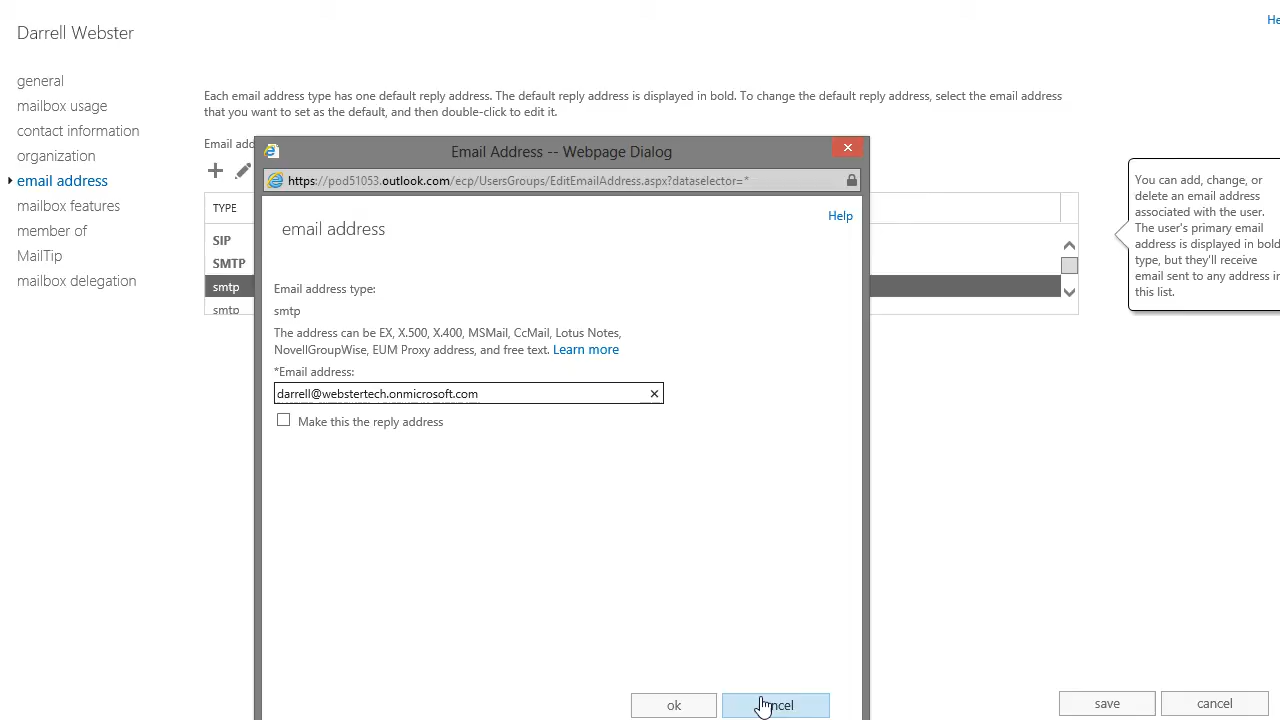 Darrell Webster
He
general
mailbox usage
contact information
organization
email address
mailbox features
member of
MailTip
mailbox delegation
Each email address type has one default reply address. The default reply address is displayed in bold. To change the default reply address, select the email address
that you want to set as the default, and then double-click to edit it.
Email add
TYPE
SIP
SMTP
smtp
smtp
Email Address -- Webpage Dialog
https://pod51053.outlook.com/ecp/UsersGroups/EditEmailAddress.aspx?dataselector=*
Help
email address
Email address type:
smtp
The address can be EX, X.500, X.400, MSMail, CcMail, Lotus Notes,
NovellGroupWise, EUM Proxy address, and free text. Learn more
*Email address:
darrell@webstertech.onmicrosoft.com
Make this the reply address
ok
You can add, change, or
delete an email address
associated with the user.
The user's primary email
address is displayed in bold
type, but they'll receive
email sent to any address in
this list.
save
cancel